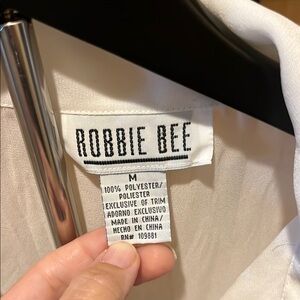 ROBBIE BEE
M
100% POLYESTER/
POLIESTER
EXCLUSIVE OF TRIM
ADORNO EXCLUSIVO
MADE IN CHINA/
HECHO EN CHINA
RN# 109881